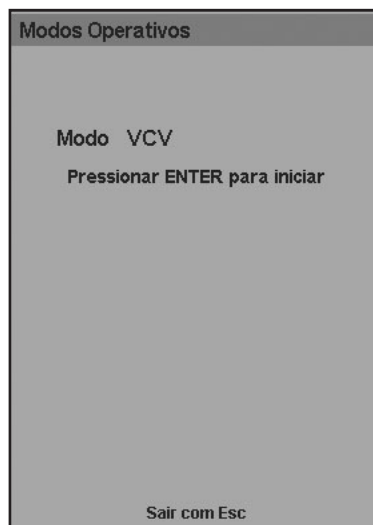 Modos Operativos
Modo VCV
Pressionar ENTER para iniciar
Sair com Esc